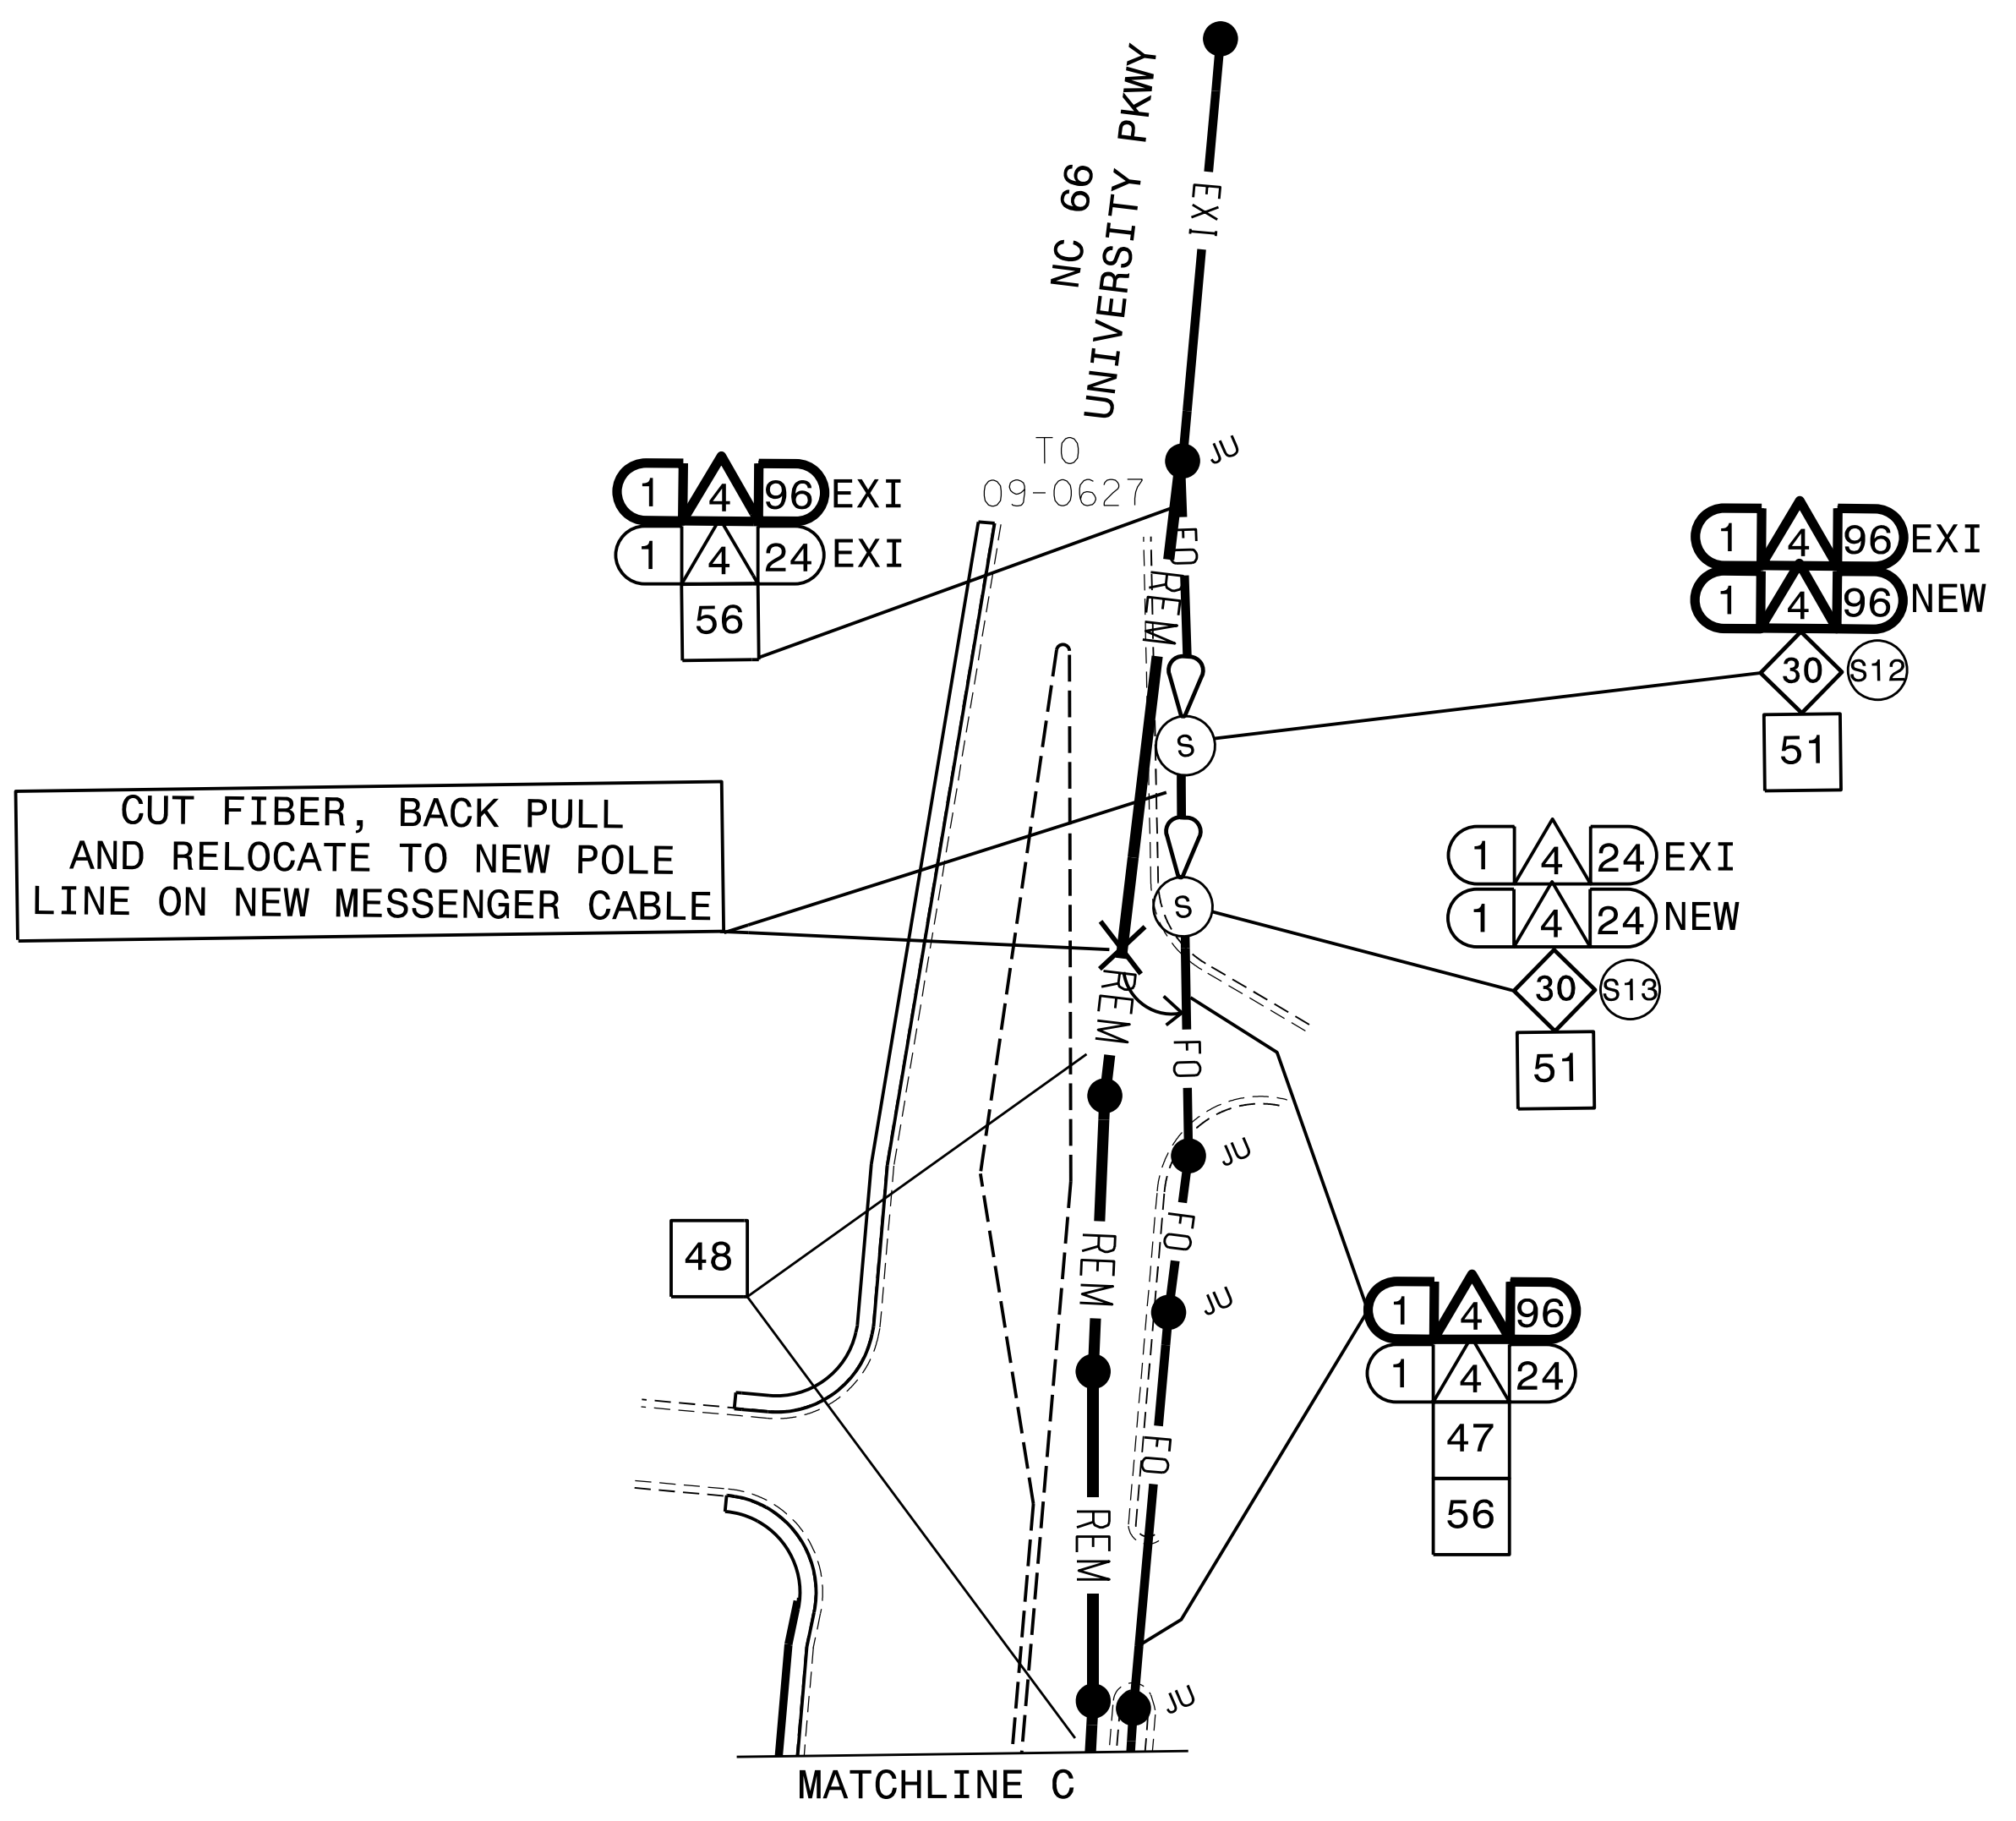 NC 66
UNIVERSITY PKWY
EXI
JU
TO
09-0627
1 4 96 EXI
1 4 24 EXI
56
FO
REM
1 4 96 EXI
1 4 96 NEW
30 S12
51
S
CUT FIBER, BACK PULL
AND RELOCATE TO NEW POLE
LINE ON NEW MESSENGER CABLE
S
1 4 24 EXI
1 4 24 NEW
30 S13
51
REM
FO
JU
48
REM
FO
JU
1 4 96
1 4 24
47
56
FO
REM
JU
MATCHLINE C